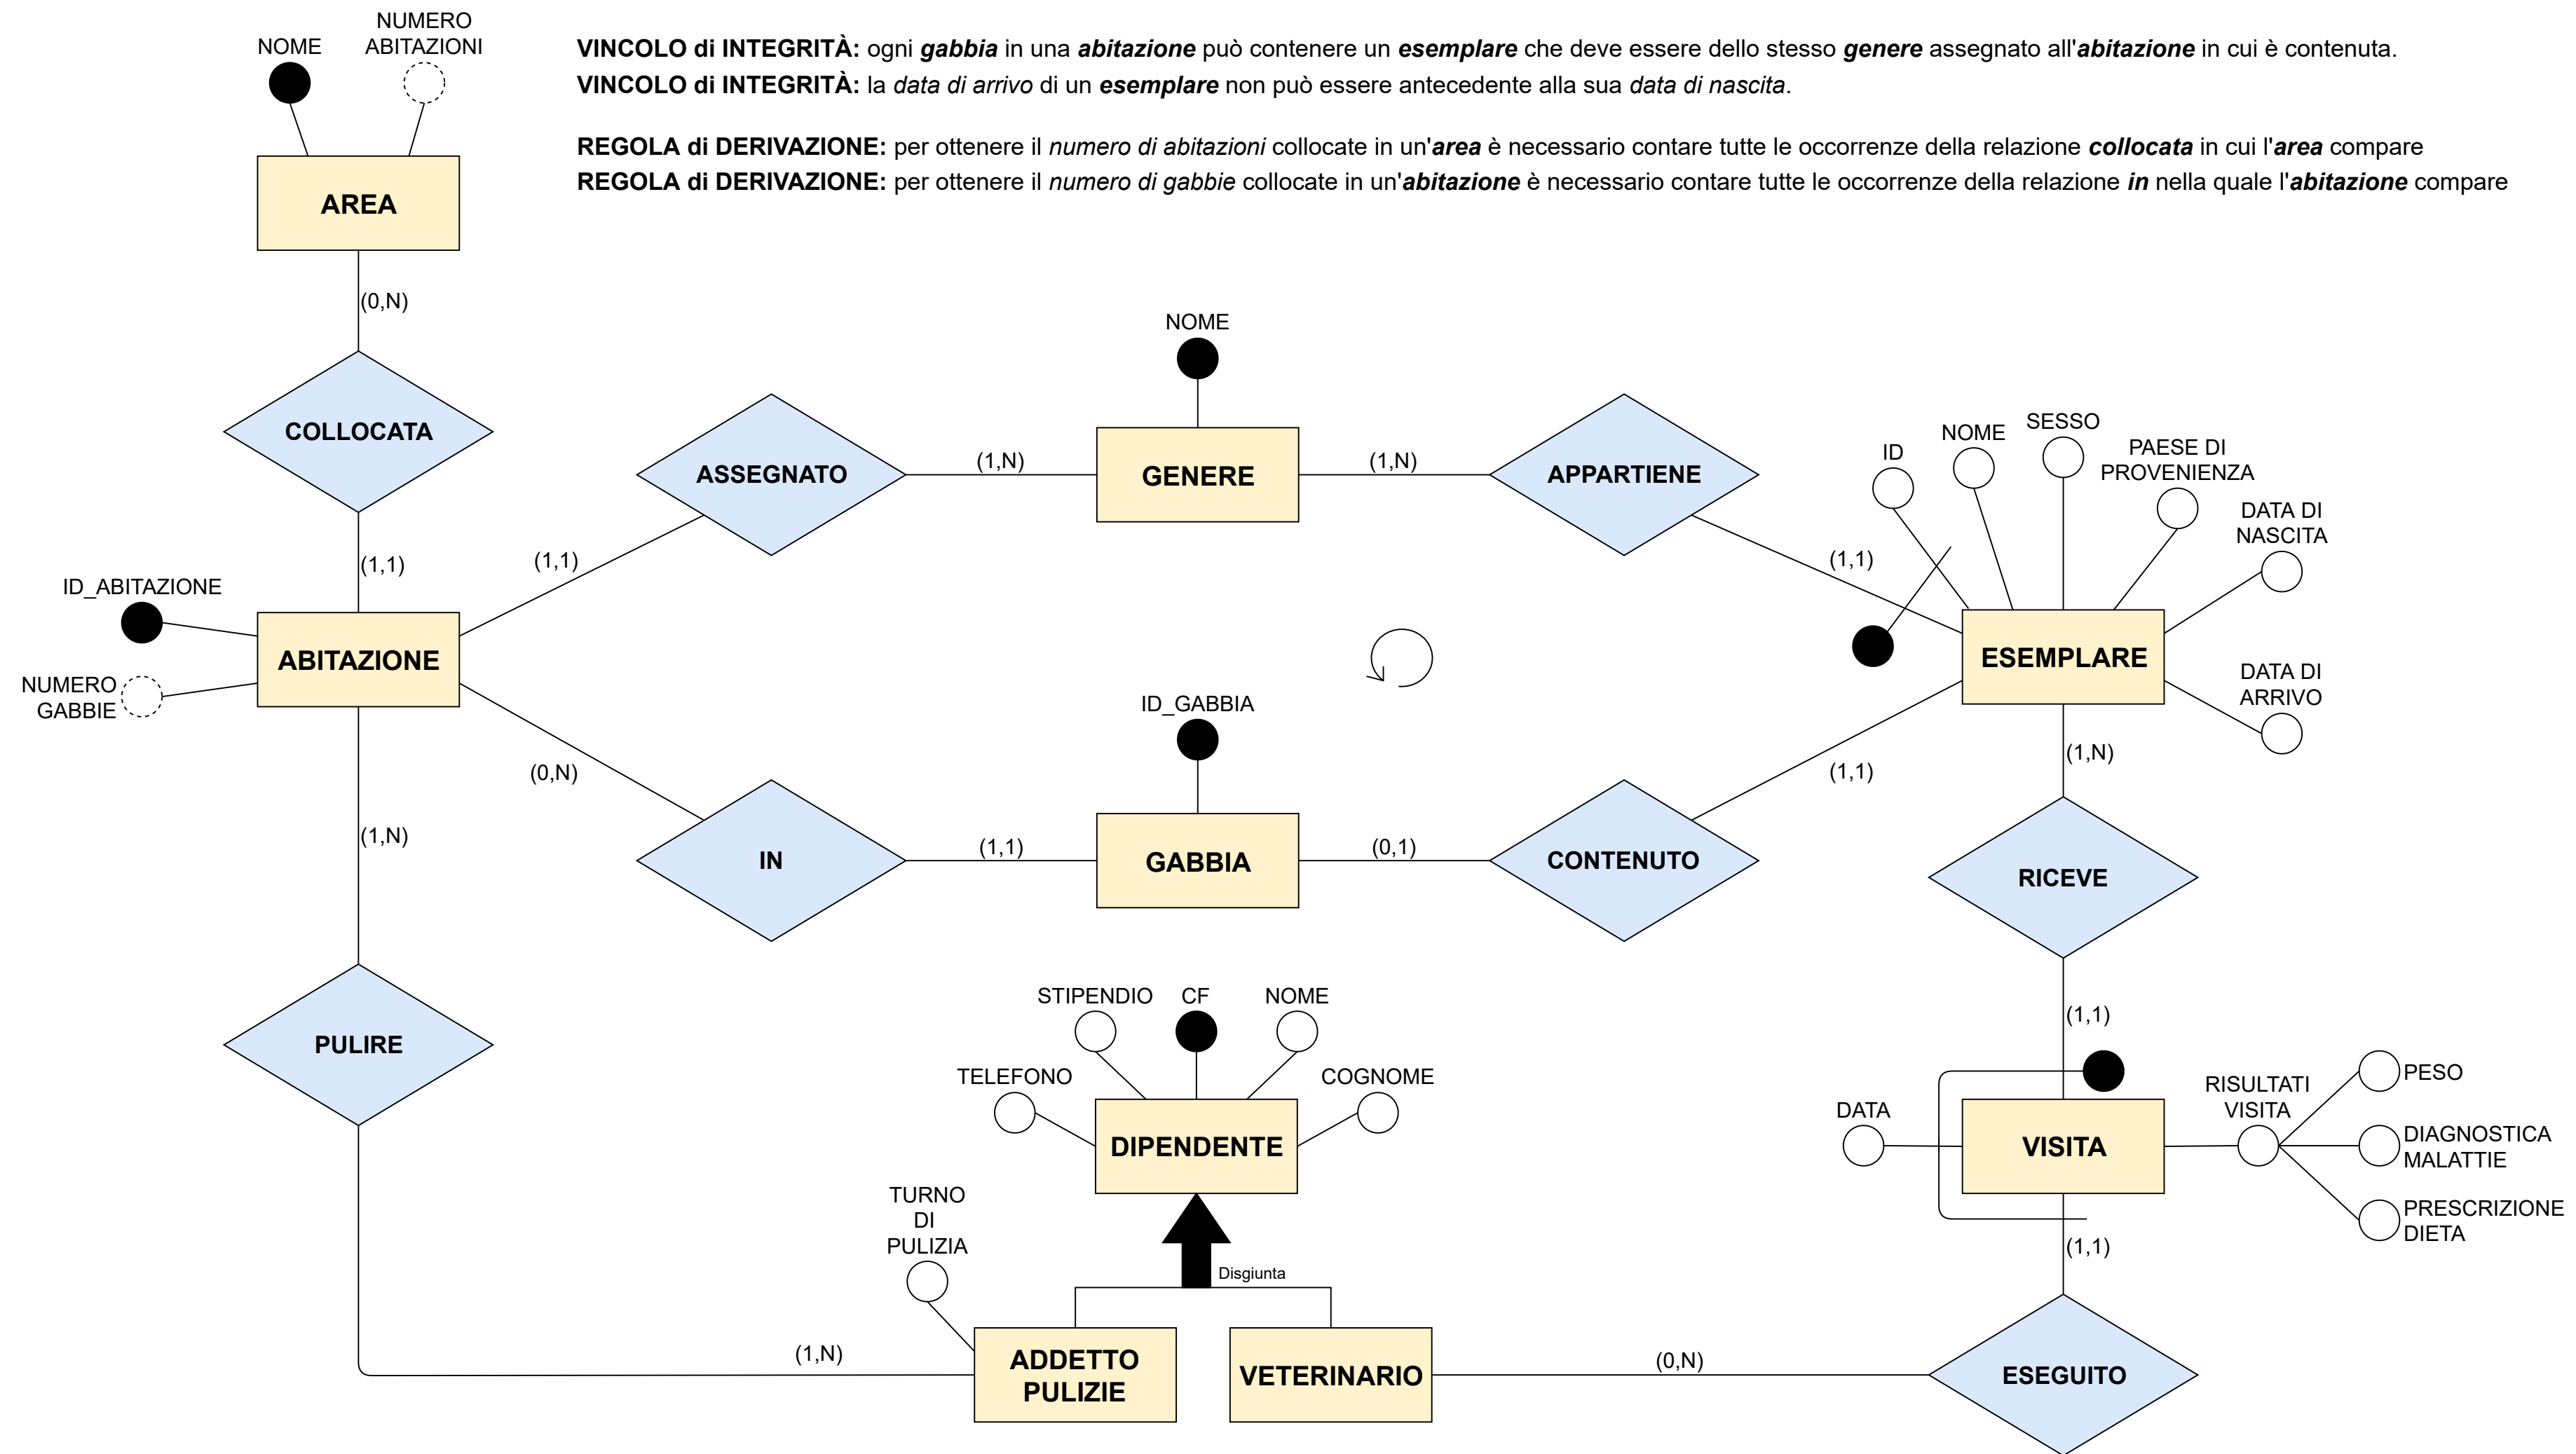 NUMERO
ABITAZIONI
NOME
VINCOLO di INTEGRITÀ: ogni gabbia in una abitazione può contenere un esemplare che deve essere dello stesso genere assegnato all'abitazione in cui è contenuta.
VINCOLO di INTEGRITÀ: la data di arrivo di un esemplare non può essere antecedente alla sua data di nascita.
REGOLA di DERIVAZIONE: per ottenere il numero di abitazioni collocate in un'area è necessario contare tutte le occorrenze della relazione collocata in cui l'area compare
REGOLA di DERIVAZIONE: per ottenere il numero di gabbie collocate in un'abitazione è necessario contare tutte le occorrenze della relazione in nella quale l'abitazione compare
AREA
(0,N)
COLLOCATA
(1,1)
ID_ABITAZIONE
NUMERO
GABBIE
ABITAZIONE
(1,1)
ASSEGNATO
(1,N)
NOME
GENERE
(1,N)
APPARTIENE
(1,1)
ID
NOME
SESSO
PAESE DI
PROVENIENZA
DATA DI
NASCITA
DATA DI
ARRIVO
ESEMPLARE
(0,N)
IN
(1,1)
ID_GABBIA
GABBIA
(0,1)
CONTENUTO
(1,1)
(1,N)
RICEVE
(1,1)
(1,N)
PULIRE
(1,N)
STIPENDIO
CF
NOME
TELEFONO
COGNOME
DIPENDENTE
TURNO
DI
PULIZIA
Disgiunta
ADDETTO
PULIZIE
VETERINARIO
(0,N)
DATA
VISITA
RISULTATI
VISITA
PESO
DIAGNOSTICA
MALATTIE
PRESCRIZIONE
DIETA
(1,1)
ESEGUITO